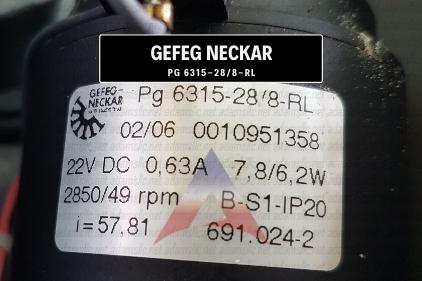 GEFEG NECKAR
PG 6315-28/8-RL
GEFEG-
NECKAR
Pg 6315-28/8-RL
02/06 0010951358
22V DC 0,63A 7,8/6,2W
2850/49 rpm B-S1-IP20
i=57,81 691.024-2